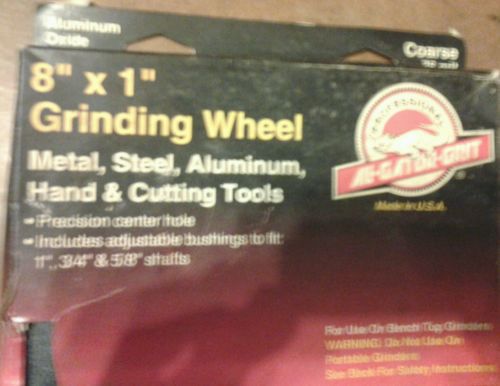 Aluminum
Oxide
Coarse
8" x 1"
Grinding Wheel
Metal, Steel, Aluminum,
Hand & Cutting Tools
- Precision center hole
- Includes adjustable bushings to fit:
1", 3/4" & 5/8" shafts
PROFESSIONAL
ALI-GATOR-GRIT
®
Made in U.S.A.
For Use On Bench Top Grinders
WARNING: Do Not Use On
Portable Grinders
See Back For Safety Instructions